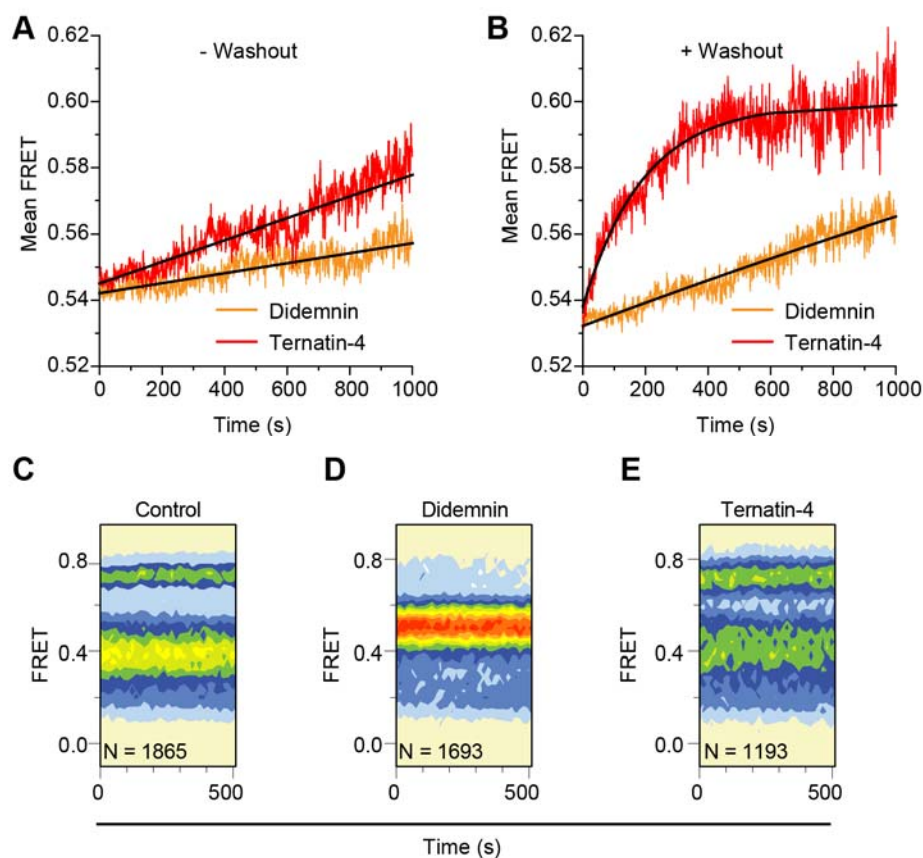 A
- Washout
Mean FRET
0.62
0.60
0.58
0.56
0.54
0.52
Didemnin
Ternatin-4
0 200 400 600 800 1000
Time (s)
B
+ Washout
Mean FRET
0.62
0.60
0.58
0.56
0.54
0.52
Didemnin
Ternatin-4
0 200 400 600 800 1000
Time (s)
C
Control
FRET
0.8
0.4
0.0
N = 1865
0 500
D
Didemnin
FRET
0.8
0.4
0.0
N = 1693
0 500
E
Ternatin-4
FRET
0.8
0.4
0.0
N = 1193
0 500
Time (s)